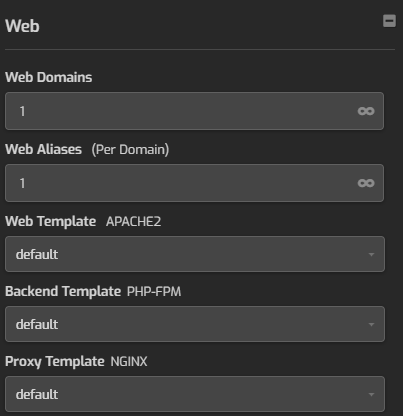 Web
Web Domains
1
Web Aliases (Per Domain)
1
Web Template APACHE2
default
Backend Template PHP-FPM
default
Proxy Template NGINX
default